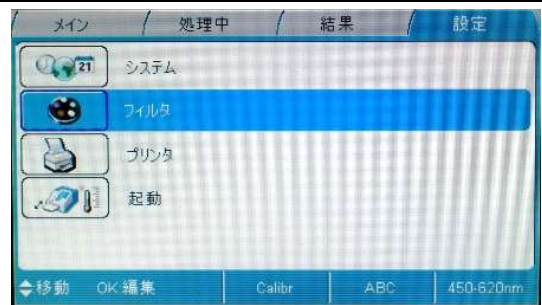 メイン 処理中 結果 設定
21 システム
フィルタ
プリンタ
起動
移動 OK 編集 Calibr ABC 450-620nm